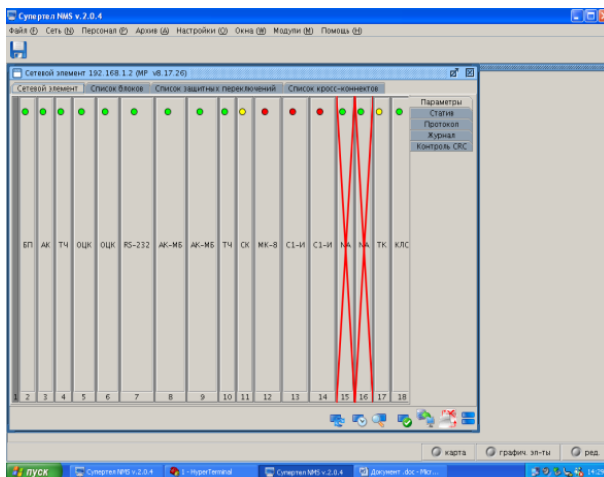 Супертел NMS v.2.0.4
Файл (F) Сеть (N) Персонал (P) Архив (A) Настройки (O) Окна (W) Модули (M) Помощь (H)
Сетевой элемент 192.168.1.2 (MP v8.17.26)
Сетевой элемент Список блоков Список защитных переключений Список кросс-коннектов
Параметры
Статив
Протокол
Журнал
Контроль CRC
БП АК ТЧ ОЦК ОЦК RS-232 АК-МБ АК-МБ ТЧ СК МК-8 С1-И С1-И NA NA ТК КЛС
1 2 3 4 5 6 7 8 9 10 11 12 13 14 15 16 17 18
карта графич. эл-ты ред.
пуск Супертел NMS v.2.0.4 1 - HyperTerminal Супертел NMS v.2.0.4 Документ .doc - Micr... 14:29